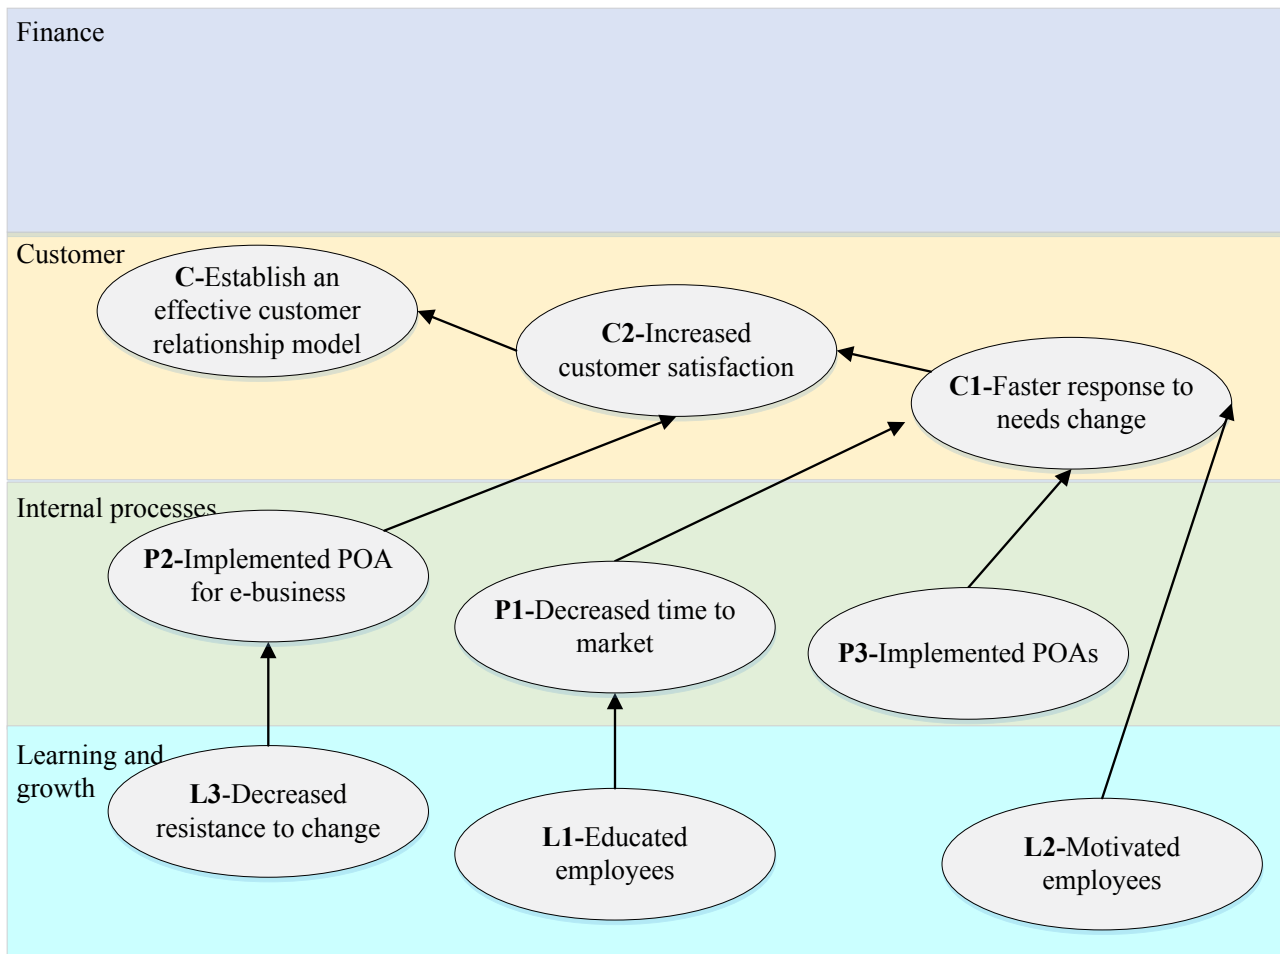 Finance
Customer
C-Establish an
effective customer
relationship model
C2-Increased
customer satisfaction
C1-Faster response to
needs change
Internal processes
P2-Implemented POA
for e-business
P1-Decreased time to
market
P3-Implemented POAs
Learning and
growth
L3-Decreased
resistance to change
L1-Educated
employees
L2-Motivated
employees